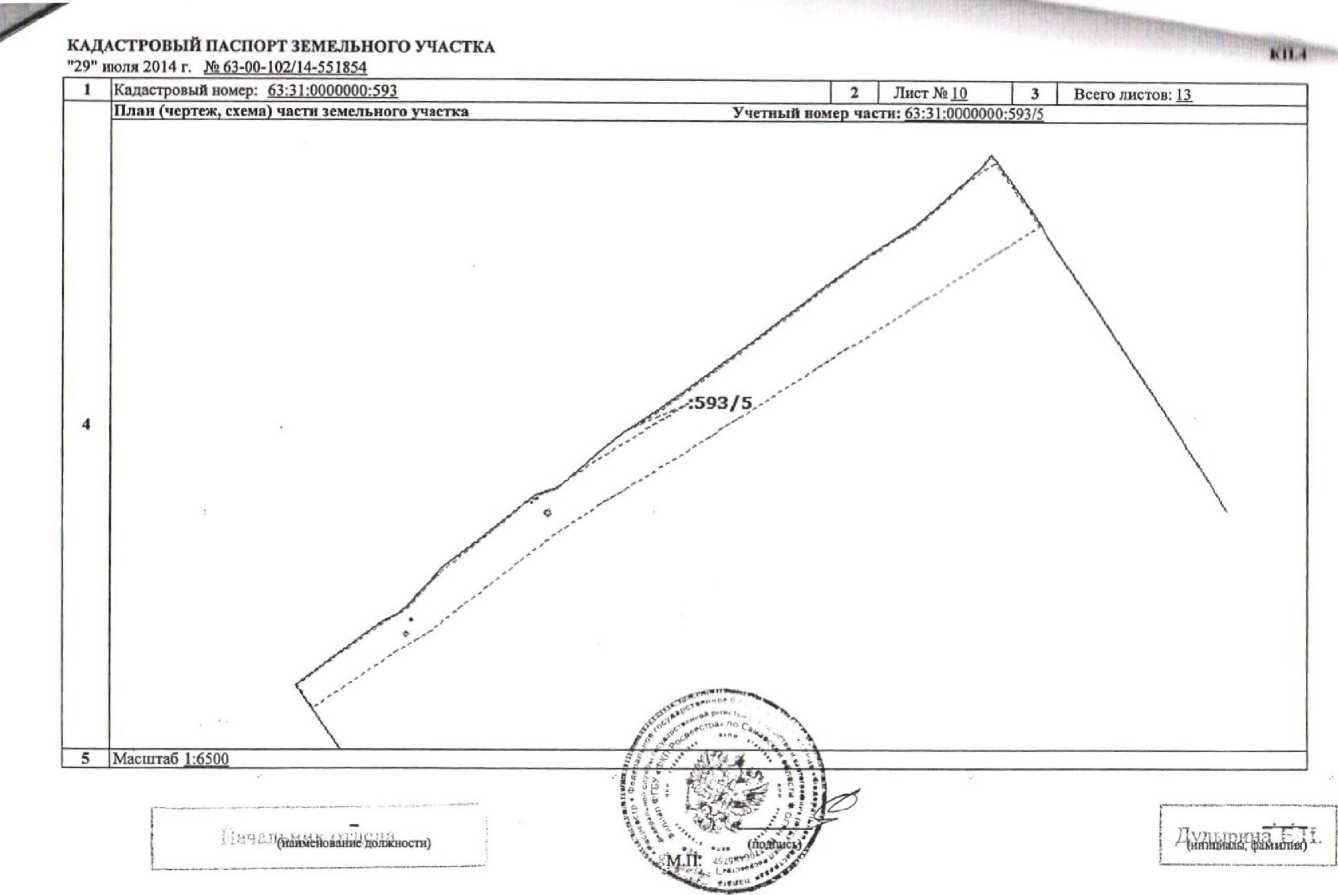 КАДАСТРОВЫЙ ПАСПОРТ ЗЕМЕЛЬНОГО УЧАСТКА
КП.4
"29" июля 2014 г. № 63-00-102/14-551854
1 Кадастровый номер: 63:31:0000000:593 2 Лист № 10 3 Всего листов: 13
План (чертеж, схема) части земельного участка Учетный номер части: 63:31:0000000:593/5
:593/5
4
5 Масштаб 1:6500
Начальник отдела
(наименование должности)
М.П.
(подпись)
(инициалы, фамилия)